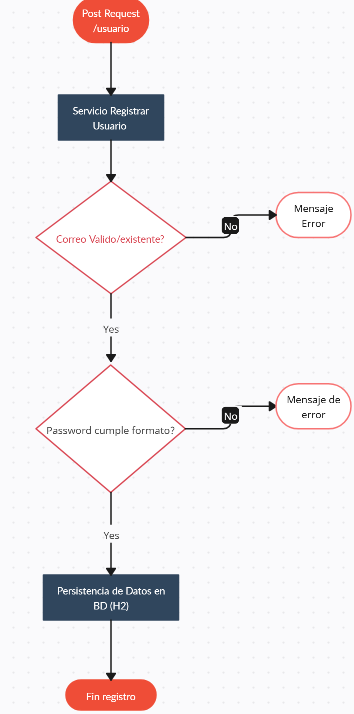 Post Request
/usuario
Servicio Registrar
Usuario
Correo Valido/existente?
No
Mensaje
Error
Yes
Password cumple formato?
No
Mensaje de
error
Yes
Persistencia de Datos en
BD (H2)
Fin registro